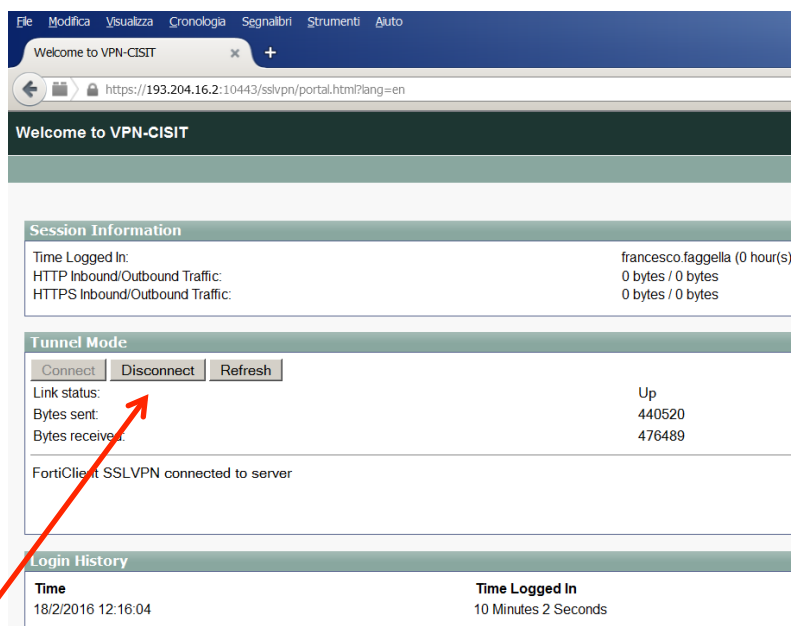 File Modifica Visualizza Cronologia Segnalibri Strumenti Aiuto
Welcome to VPN-CISIT × +
https://193.204.16.2:10443/sslvpn/portal.html?lang=en
Welcome to VPN-CISIT
Session Information
Time Logged In: francesco.faggella (0 hour(s)
HTTP Inbound/Outbound Traffic: 0 bytes / 0 bytes
HTTPS Inbound/Outbound Traffic: 0 bytes / 0 bytes
Tunnel Mode
Connect Disconnect Refresh
Link status: Up
Bytes sent: 440520
Bytes received: 476489
FortiClient SSLVPN connected to server
Login History
Time Time Logged In
18/2/2016 12:16:04 10 Minutes 2 Seconds